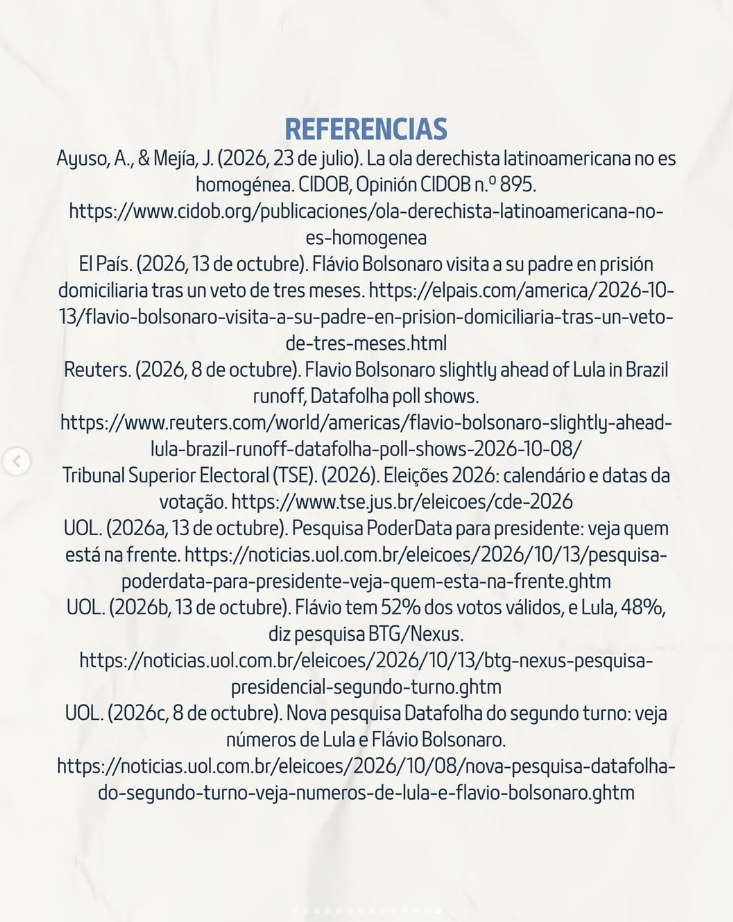 REFERENCIAS
Ayuso, A., & Mejía, J. (2026, 23 de julio). La ola derechista latinoamericana no es
homogénea. CIDOB, Opinión CIDOB n.º 895.
https://www.cidob.org/publicaciones/ola-derechista-latinoamericana-no-
es-homogenea
El País. (2026, 13 de octubre). Flávio Bolsonaro visita a su padre en prisión
domiciliaria tras un veto de tres meses. https://elpais.com/america/2026-10-
13/flavio-bolsonaro-visita-a-su-padre-en-prision-domiciliaria-tras-un-veto-
de-tres-meses.html
Reuters. (2026, 8 de octubre). Flavio Bolsonaro slightly ahead of Lula in Brazil
runoff, Datafolha poll shows.
https://www.reuters.com/world/americas/flavio-bolsonaro-slightly-ahead-
lula-brazil-runoff-datafolha-poll-shows-2026-10-08/
Tribunal Superior Electoral (TSE). (2026). Eleições 2026: calendário e datas da
votação. https://www.tse.jus.br/eleicoes/cde-2026
UOL. (2026a, 13 de octubre). Pesquisa PoderData para presidente: veja quem
está na frente. https://noticias.uol.com.br/eleicoes/2026/10/13/pesquisa-
poderdata-para-presidente-veja-quem-esta-na-frente.ghtm
UOL. (2026b, 13 de octubre). Flávio tem 52% dos votos válidos, e Lula, 48%,
diz pesquisa BTG/Nexus.
https://noticias.uol.com.br/eleicoes/2026/10/13/btg-nexus-pesquisa-
presidencial-segundo-turno.ghtm
UOL. (2026c, 8 de octubre). Nova pesquisa Datafolha do segundo turno: veja
números de Lula e Flávio Bolsonaro.
https://noticias.uol.com.br/eleicoes/2026/10/08/nova-pesquisa-datafolha-
do-segundo-turno-veja-numeros-de-lula-e-flavio-bolsonaro.ghtm